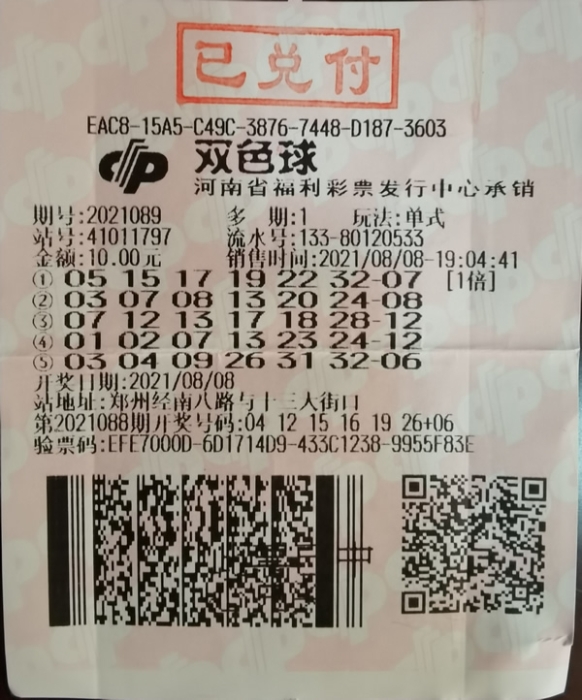 已兑付
EAC8-15A5-C49C-3876-7448-D187-3603
双色球
河南省福利彩票发行中心承销
期号:2021089 多 期:1 玩法:单式
站号:41011797 流水号:133-80120533
金额:10.00元 销售时间:2021/08/08-19:04:41
① 05 15 17 19 22 32-07 [1倍]
② 03 07 08 13 20 24-08
③ 07 12 13 17 18 28-12
④ 01 02 07 13 23 24-12
⑤ 03 04 09 26 31 32-06
开奖日期:2021/08/08
站地址:郑州经南八路与十三大街口
第2021088期开奖号码:04 12 15 16 19 26+06
验票码:EFE7000D-6D1714D9-433C1238-9955F83E